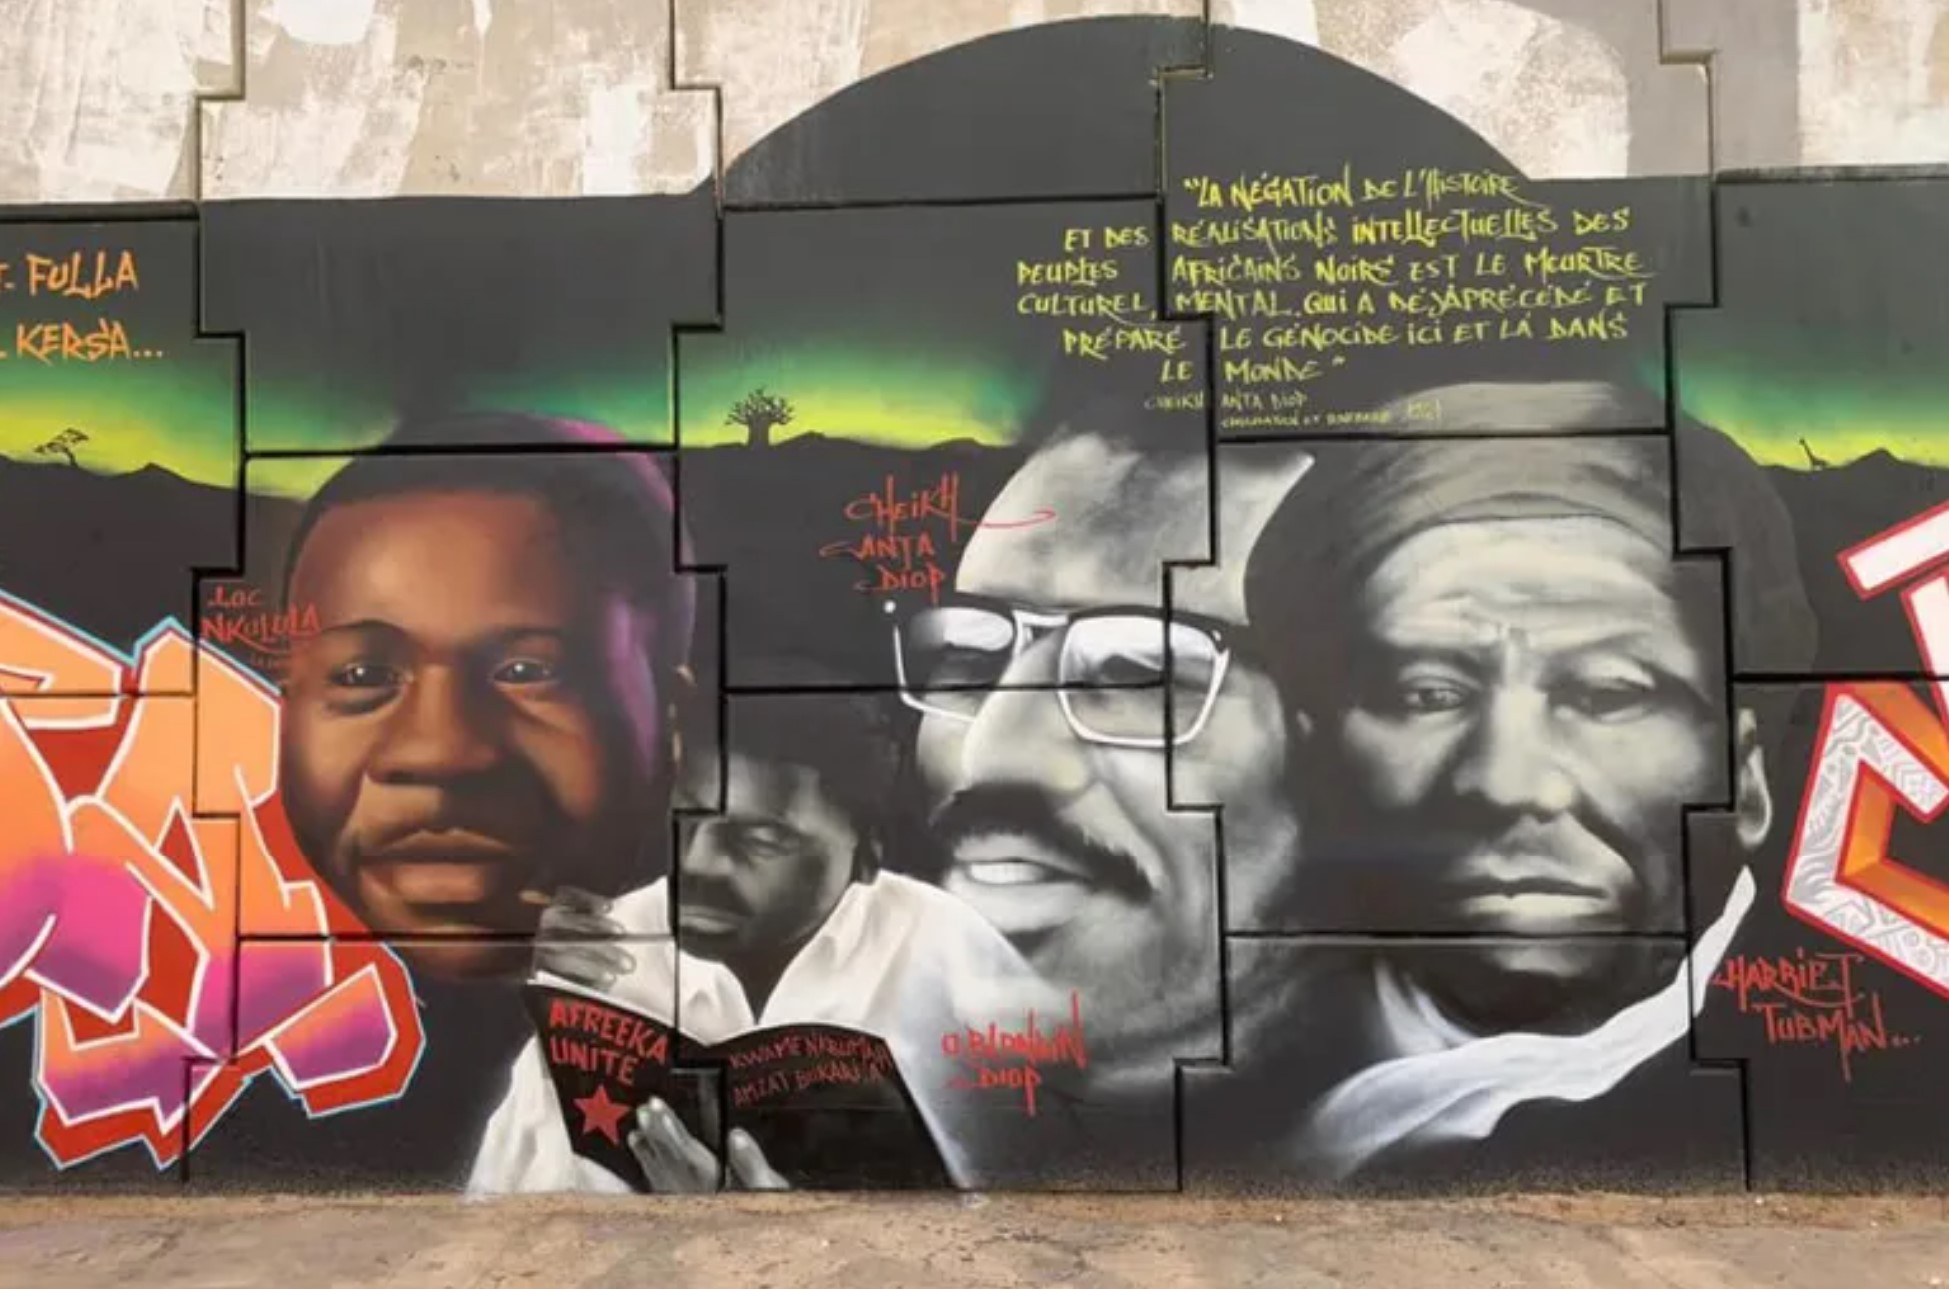 . FULLA
. KERSA...
"LA NÉGATION DE L'HISTOIRE
ET DES RÉALISATIONS INTELLECTUELLES DES
PEUPLES AFRICAINS NOIRS EST LE MEURTRE
CULTUREL, MENTAL. QUI A DÉJÀ PRÉCÉDÉ ET
PRÉPARÉ LE GÉNOCIDE ICI ET LÀ DANS
LE MONDE"
CHEIKH ANTA DIOP
CHEIKH
ANTA
DIOP
.LOC
NKULULA
AFREEKA
UNITE
KWAME NKRUMAH
AMZAT BUKARI
DIOP
HARRIET
TUBMAN...